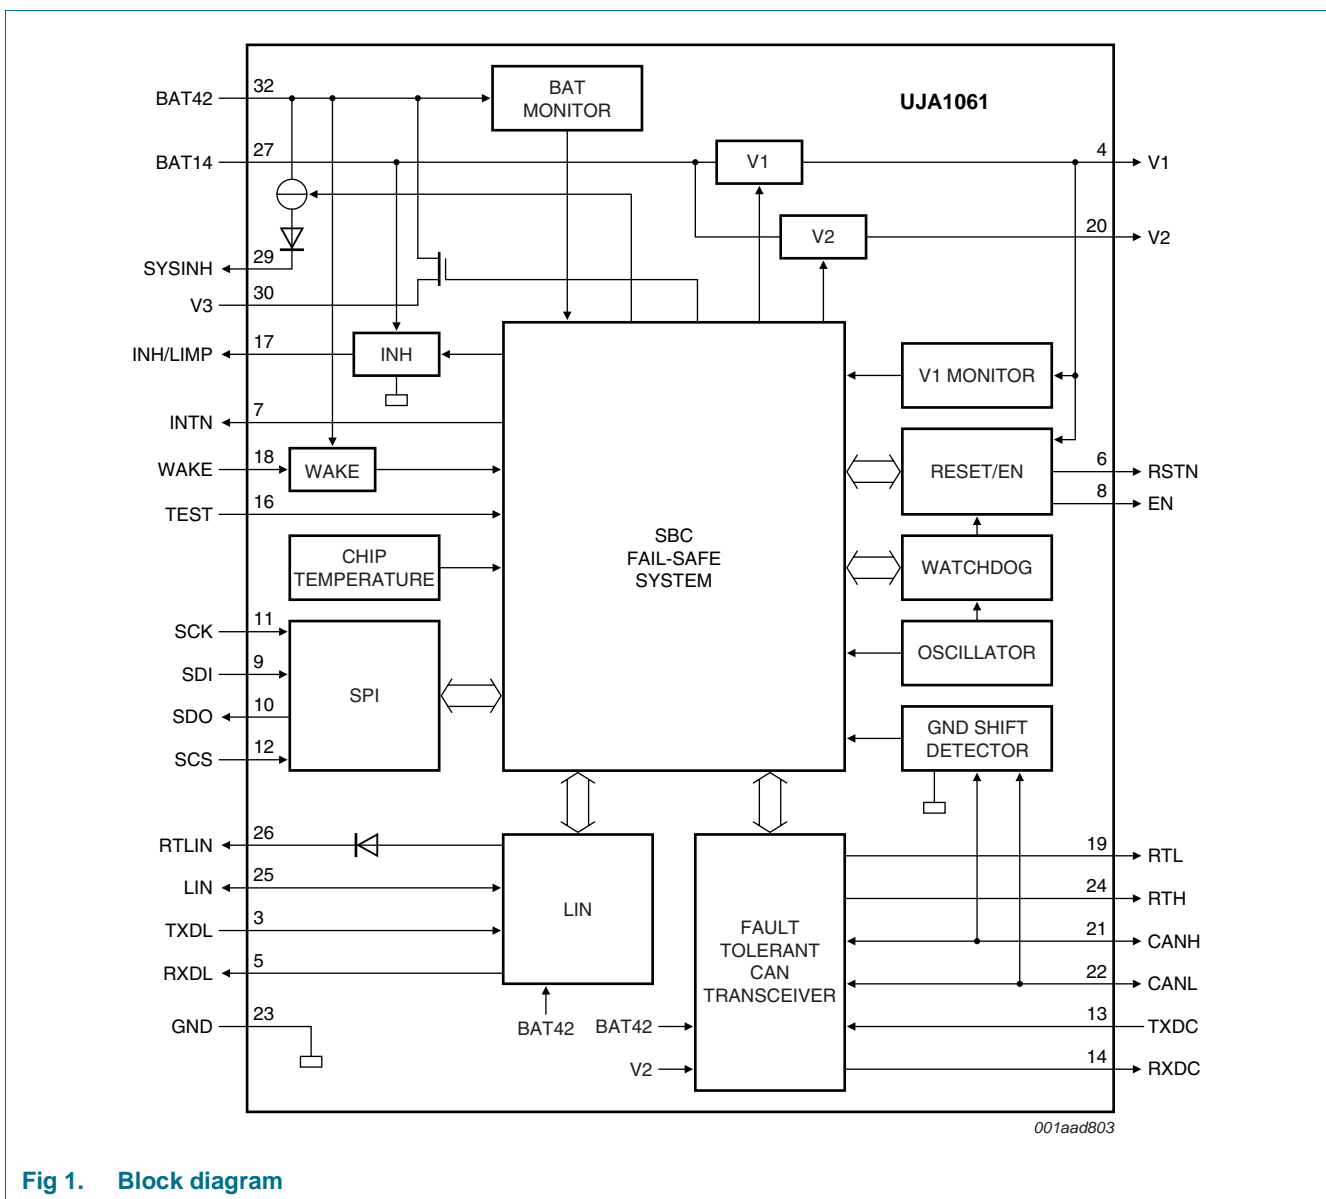 UJA1061
BAT42
32
BAT
MONITOR
BAT14
27
V1
4
V1
V2
20
V2
SYSINH
29
V3
30
INH/LIMP
17
INH
V1 MONITOR
INTN
7
WAKE
18
WAKE
RESET/EN
6
RSTN
8
EN
TEST
16
SBC
FAIL-SAFE
SYSTEM
CHIP
TEMPERATURE
WATCHDOG
SCK
11
OSCILLATOR
SDI
9
SPI
SDO
10
SCS
12
GND SHIFT
DETECTOR
RTLIN
26
19
RTL
LIN
25
24
RTH
LIN
TXDL
3
FAULT
TOLERANT
CAN
TRANSCEIVER
21
CANH
RXDL
5
22
CANL
GND
23
BAT42
BAT42
13
TXDC
V2
14
RXDC
001aad803
Fig 1. Block diagram